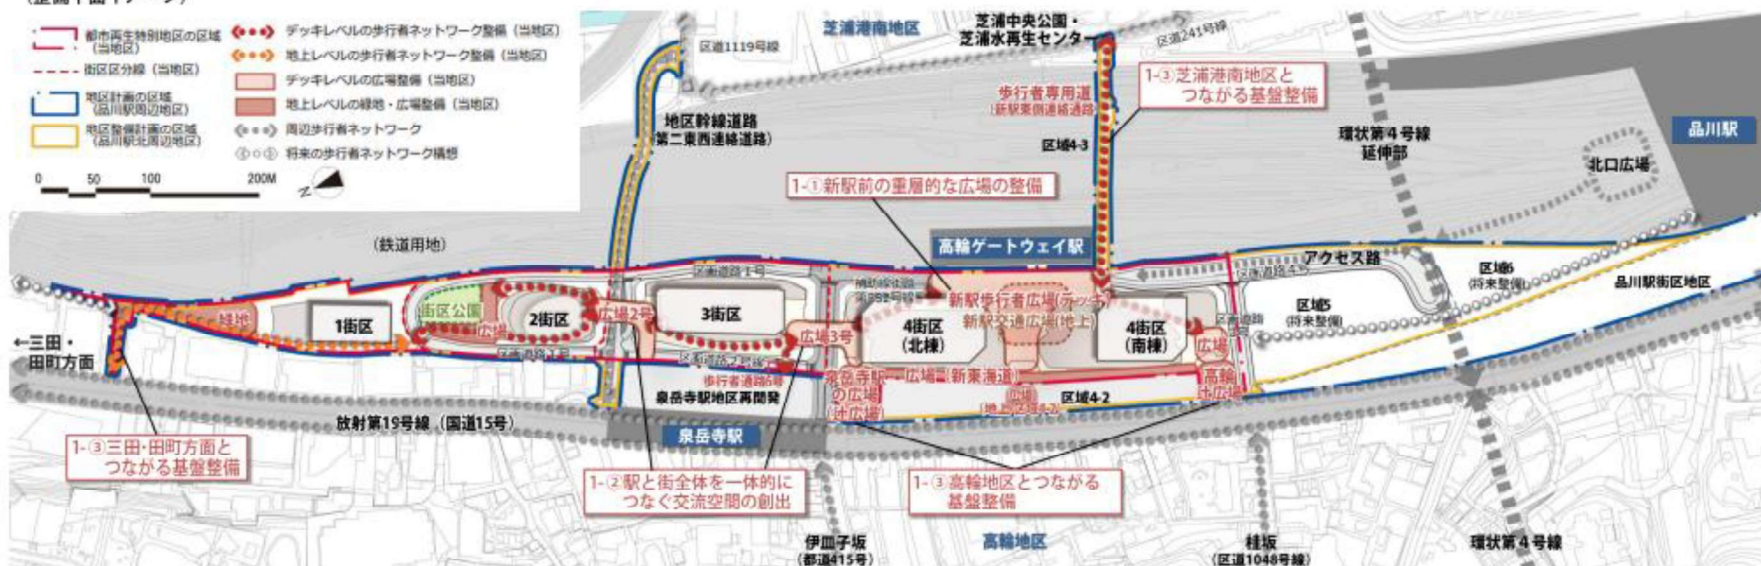 都市再生特別地区の区域
（当地区）
街区区分線（当地区）
地区計画の区域
（品川駅周辺地区）
地区整備計画の区域
（品川駅北周辺地区）
デッキレベルの歩行者ネットワーク整備（当地区）
地上レベルの歩行者ネットワーク整備（当地区）
デッキレベルの広場整備（当地区）
地上レベルの緑地・広場整備（当地区）
周辺歩行者ネットワーク
将来の歩行者ネットワーク構想
0 50 100 200M
N
芝浦港南地区
区道1119号線
芝浦中央公園・
芝浦水再生センター
区道241号線
1-③芝浦港南地区と
つながる基盤整備
歩行者専用道
（新駅東側連絡通路）
区域4-3
地区幹線道路
（第二東西連絡道路）
環状第4号線
延伸部
品川駅
北口広場
1-①新駅前の重層的な広場の整備
（鉄道用地）
高輪ゲートウェイ駅
区画道路1号
アクセス路
区域6
（将来整備）
品川駅街区地区
区域5
（将来整備）
緑地
1街区
街区公園
広場
2街区
広場2号
3街区
広場3号
4街区
（北棟）
新駅歩行者広場（デッキ）
新駅交通広場（地上）
4街区
（南棟）
広場
←三田・
田町方面
歩行者通路5号
泉岳寺駅地区再開発
泉岳寺駅
の広場
（辻広場）
広場（新東海道）
区域4-2
高輪
辻広場
放射第19号線（国道15号）
泉岳寺駅
1-③三田・田町方面と
つながる基盤整備
1-②駅と街全体を一体的に
つなぐ交流空間の創出
1-③高輪地区とつながる
基盤整備
伊皿子坂
（都道415号）
高輪地区
桂坂
（区道1048号線）
環状第4号線